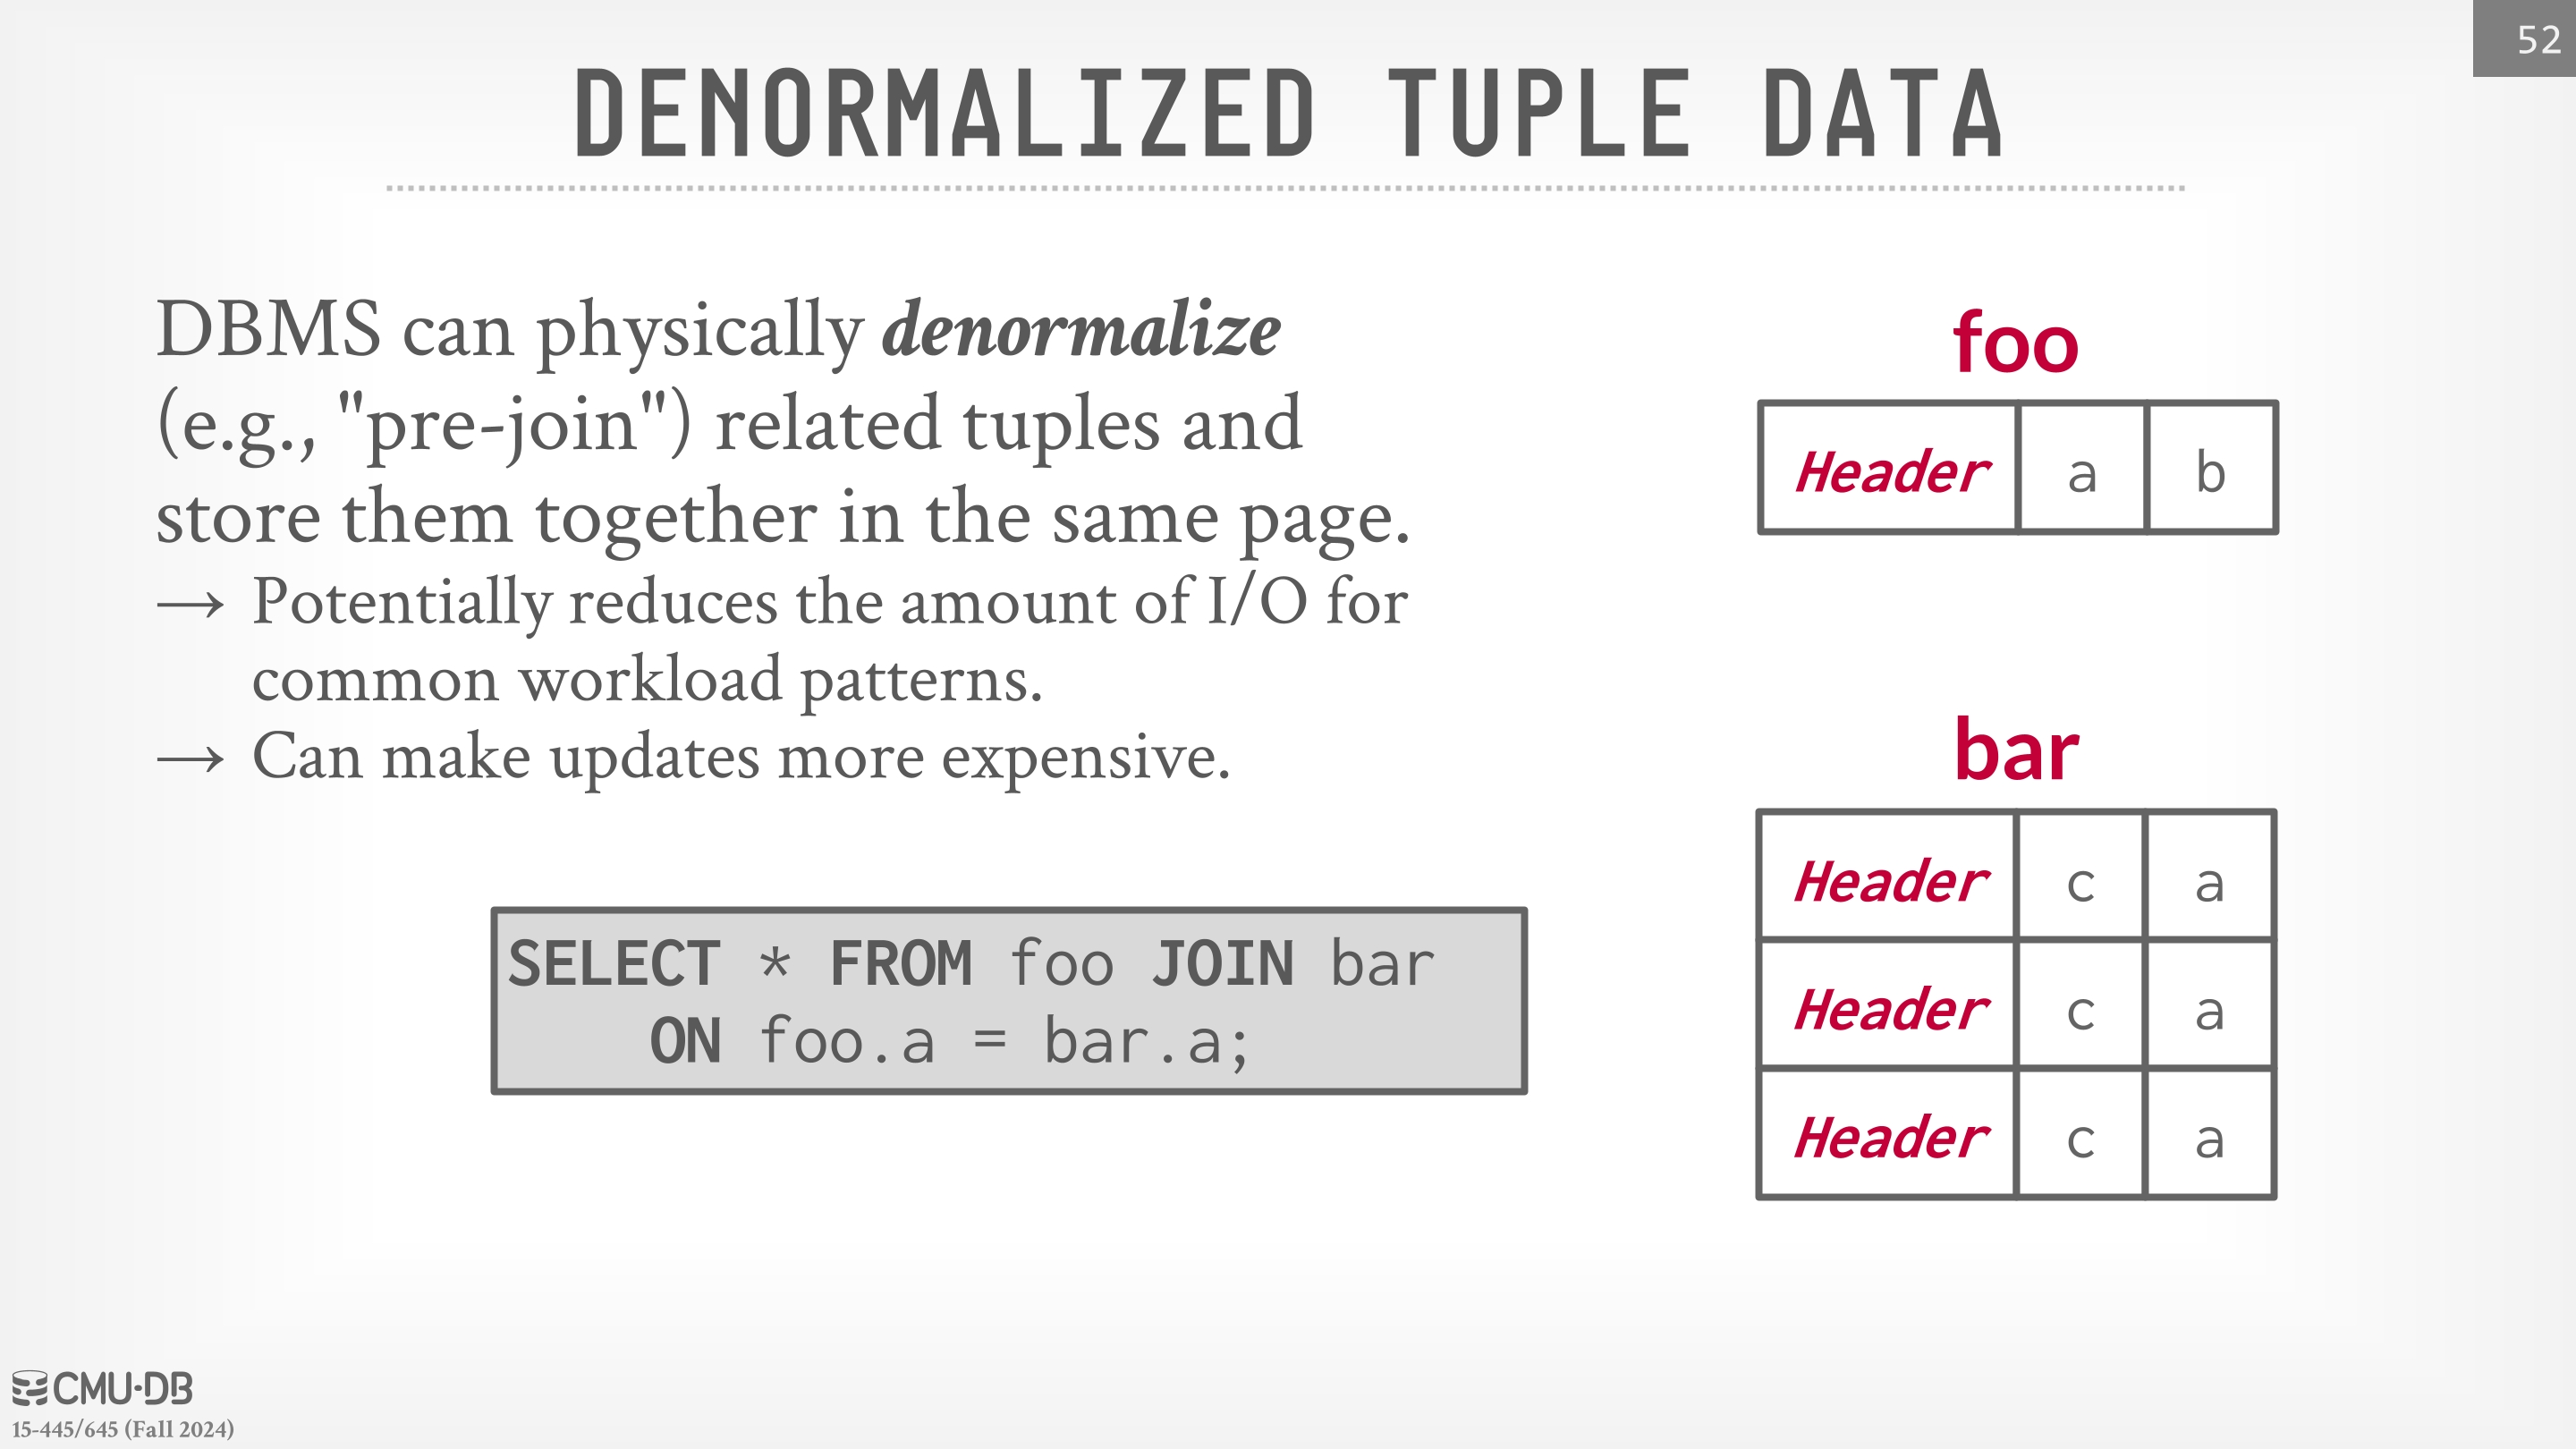 52
DENORMALIZED TUPLE DATA
DBMS can physically denormalize
(e.g., "pre-join") related tuples and
store them together in the same page.
→ Potentially reduces the amount of I/O for
common workload patterns.
→ Can make updates more expensive.
SELECT * FROM foo JOIN bar
ON foo.a = bar.a;
foo
Header a b
bar
Header c a
Header c a
Header c a
CMU·DB
15-445/645 (Fall 2024)